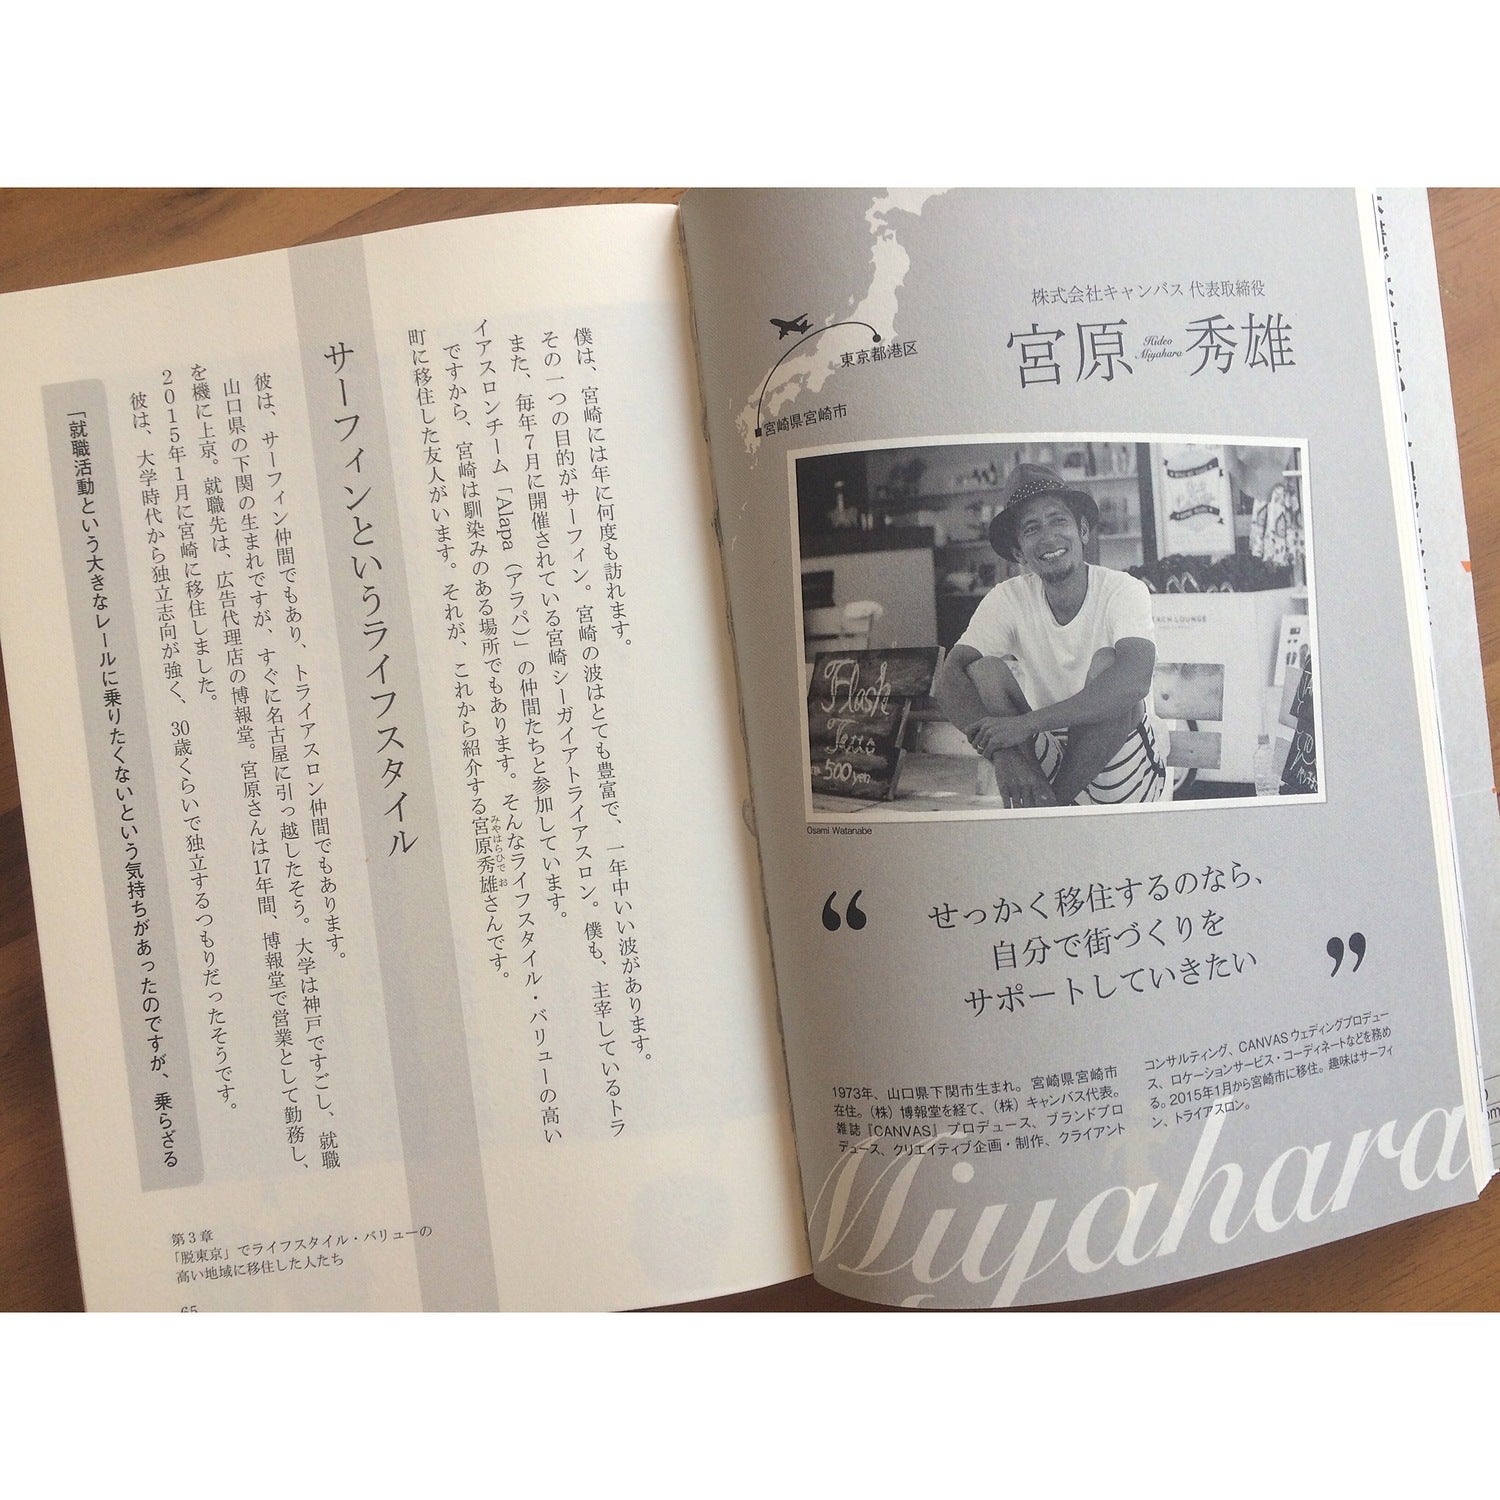 株式会社キャンバス 代表取締役
宮原 秀雄
Hideo
Miyahara
東京都港区
宮崎県宮崎市
BEACH LOUNGE
Flash
Tetto
500yen
Osami Watanabe
“せっかく移住するのなら、
自分で街づくりを
サポートしていきたい”
1973年、山口県下関市生まれ。宮崎県宮崎市
在住。(株)博報堂を経て、(株)キャンバス代表。
雑誌『CANVAS』プロデュース、ブランドプロ
デュース、クリエイティブ企画・制作、クライアント
コンサルティング、CANVASウェディングプロデュー
ス、ロケーションサービス・コーディネートなどを務め
る。2015年1月から宮崎市に移住。趣味はサーフィ
ン、トライアスロン。
Miyahara
僕は、宮崎には年に何度も訪れます。
その一つの目的がサーフィン。宮崎の波はとても豊富で、一年中いい波があります。
また、毎年7月に開催されている宮崎シーガイアトライアスロン。僕も、主宰しているトラ
イアスロンチーム「Alapa(アラパ)」の仲間たちと参加しています。
ですから、宮崎は馴染みのある場所でもあります。そんなライフスタイル・バリューの高い
町に移住した友人がいます。それが、これから紹介する宮原秀雄さんです。
みやはらひでお
サーフィンというライフスタイル
彼は、サーフィン仲間でもあり、トライアスロン仲間でもあります。
山口県の下関の生まれですが、すぐに名古屋に引っ越したそう。大学は神戸ですごし、就職
を機に上京。就職先は、広告代理店の博報堂。宮原さんは17年間、博報堂で営業として勤務し、
2015年1月に宮崎に移住しました。
彼は、大学時代から独立志向が強く、30歳くらいで独立するつもりだったそうです。
「就職活動という大きなレールに乗りたくないという気持ちがあったのですが、乗らざる
第3章
「脱東京」でライフスタイル・バリューの
高い地域に移住した人たち
65